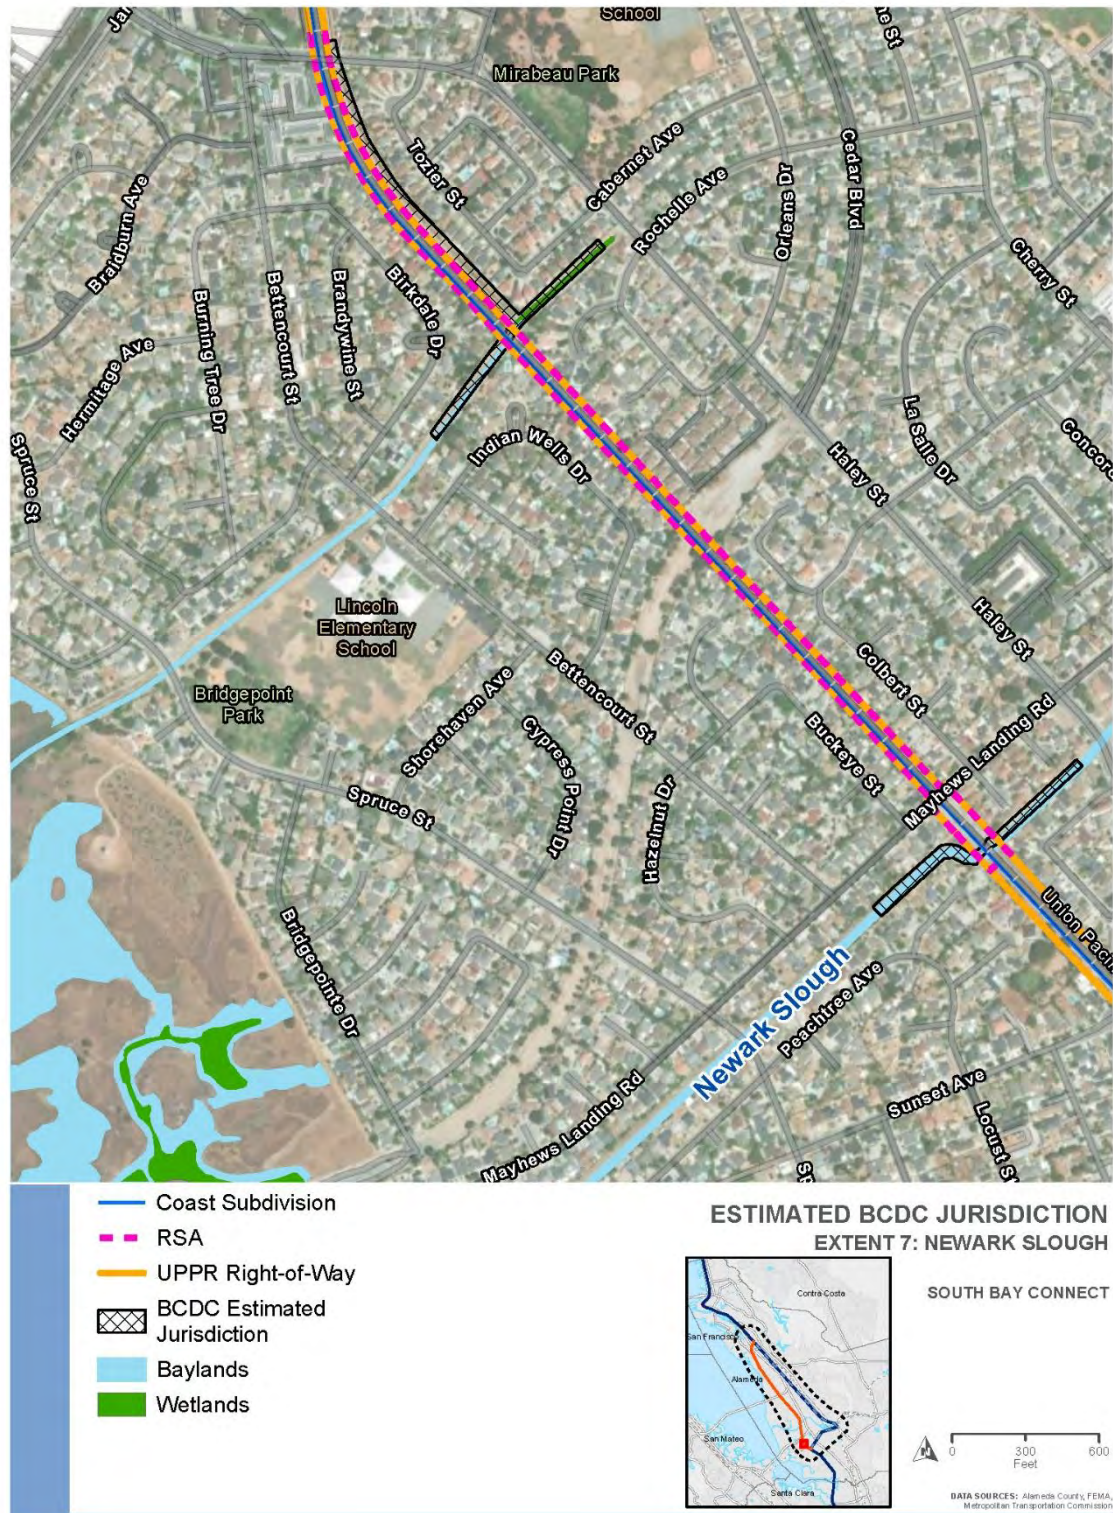 School
Mirabeau Park
Tozier St
Cabernet Ave
Rochelle Ave
Orleans Dr
Cedar Blvd
Cherry St
Braidburn Ave
Burning Tree Dr
Bettencourt St
Brandywine St
Birkdale Dr
Hermitage Ave
Spruce St
Indian Wells Dr
La Salle Dr
Concord
Haley St
Lincoln
Elementary
School
Haley St
Bridgepoint
Park
Shorehaven Ave
Bettencourt St
Colbert St
Buckeye St
Mayhews Landing Rd
Cypress Point Dr
Spruce St
Hazelnut Dr
Union Pacifi
Bridgepointe Dr
Newark Slough
Peachtree Ave
Sunset Ave
Locust St
Mayhews Landing Rd
Coast Subdivision
RSA
UPPR Right-of-Way
BCDC Estimated
Jurisdiction
Baylands
Wetlands
ESTIMATED BCDC JURISDICTION
EXTENT 7: NEWARK SLOUGH
SOUTH BAY CONNECT
Contra Costa
San Francisco
Alameda
San Mateo
Santa Clara
N
0 300 600
Feet
DATA SOURCES: Alameda County, FEMA,
Metropolitan Transportation Commission